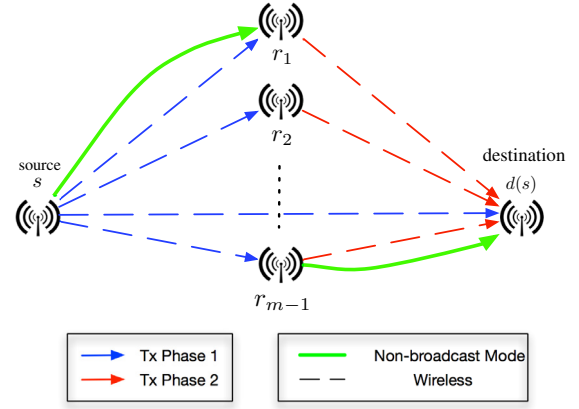 r₁
r₂
source
s
destination
d(s)
rₘ₋₁
Tx Phase 1
Non-broadcast Mode
Tx Phase 2
Wireless